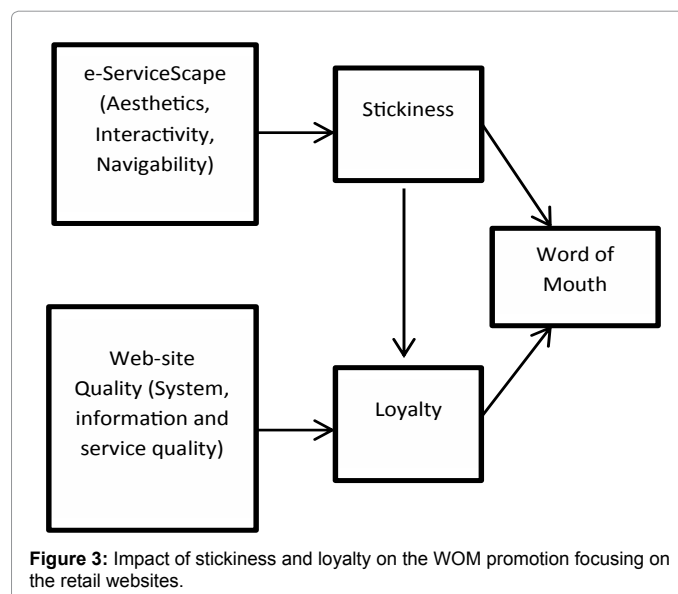 e-ServiceScape
(Aesthetics,
Interactivity,
Navigability)
Stickiness
Word of
Mouth
Web-site
Quality (System,
information and
service quality)
Loyalty
Figure 3: Impact of stickiness and loyalty on the WOM promotion focusing on
the retail websites.